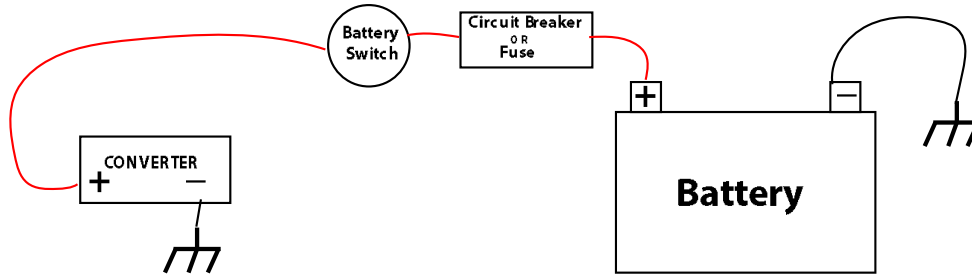 Battery
Switch
Circuit Breaker
OR
Fuse
+
−
CONVERTER
+
−
Battery